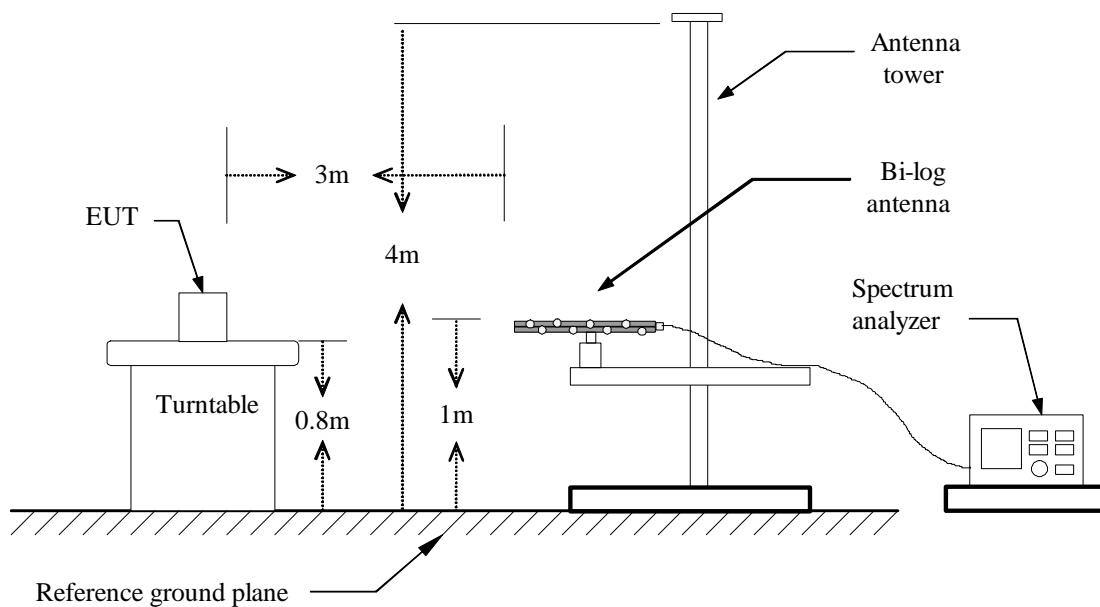 Antenna
tower
3m
Bi-log
antenna
EUT
4m
Spectrum
analyzer
Turntable
0.8m
1m
Reference ground plane